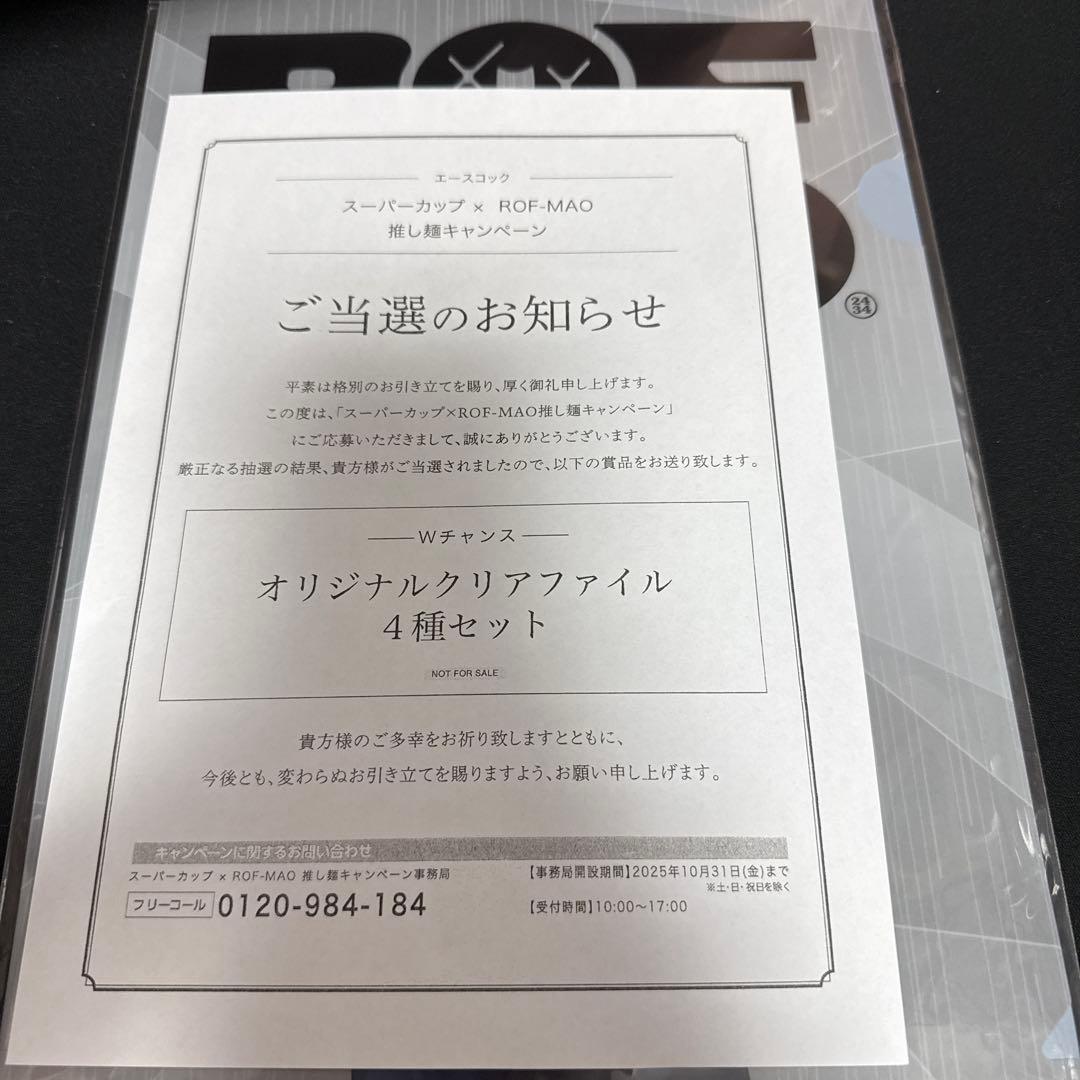 エースコック
スーパーカップ × ROF-MAO
推し麺キャンペーン
ご当選のお知らせ
平素は格別のお引き立てを賜り、厚く御礼申し上げます。
この度は、「スーパーカップ×ROF-MAO推し麺キャンペーン」
にご応募いただきまして、誠にありがとうございます。
厳正なる抽選の結果、貴方様がご当選されましたので、以下の賞品をお送り致します。
Wチャンス
オリジナルクリアファイル
４種セット
NOT FOR SALE
貴方様のご多幸をお祈り致しますとともに、
今後とも、変わらぬお引き立てを賜りますよう、お願い申し上げます。
キャンペーンに関するお問い合わせ
スーパーカップ × ROF-MAO 推し麺キャンペーン事務局
フリーコール 0120-984-184
【事務局開設期間】2025年10月31日(金)まで
※土・日・祝日を除く
【受付時間】10:00～17:00
24
34